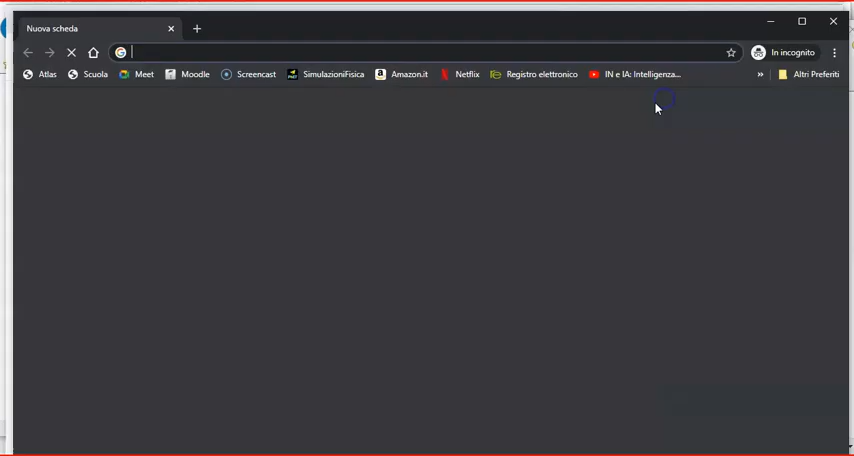 Nuova scheda
In incognito
Atlas Scuola Meet Moodle Screencast SimulazioniFisica Amazon.it Netflix Registro elettronico IN e IA: Intelligenza... » Altri Preferiti